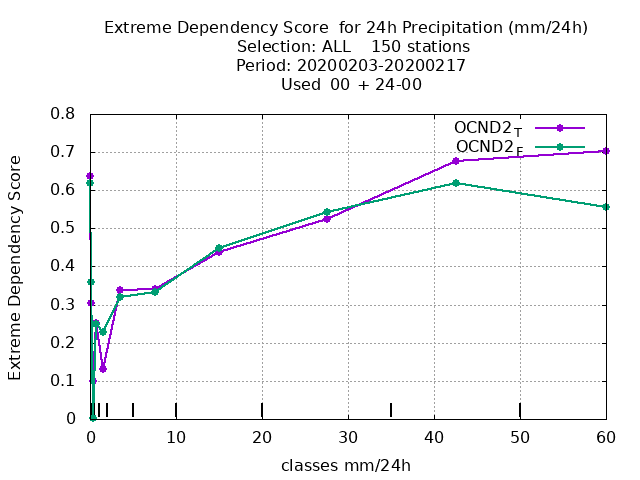 Extreme Dependency Score  for 24h Precipitation (mm/24h)
Selection: ALL    150 stations
Period: 20200203-20200217
Used  00 + 24-00
OCND2_T
OCND2_F
Extreme Dependency Score
0.8
0.7
0.6
0.5
0.4
0.3
0.2
0.1
0
0 10 20 30 40 50 60
classes mm/24h